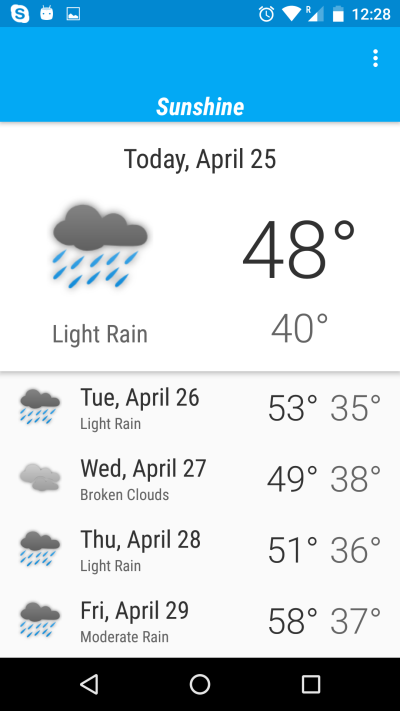 R 12:28
Sunshine
Today, April 25
48°
Light Rain 40°
Tue, April 26 53° 35°
Light Rain
Wed, April 27 49° 38°
Broken Clouds
Thu, April 28 51° 36°
Light Rain
Fri, April 29 58° 37°
Moderate Rain